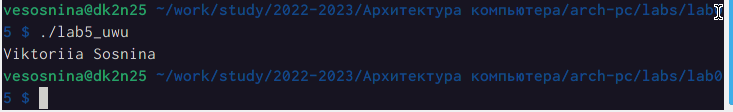 vesosnina@dk2n25 ~/work/study/2022-2023/Архитектура компьютера/arch-pc/labs/lab0
5 $ ./lab5_uwu
Viktoriia Sosnina
vesosnina@dk2n25 ~/work/study/2022-2023/Архитектура компьютера/arch-pc/labs/lab0
5 $